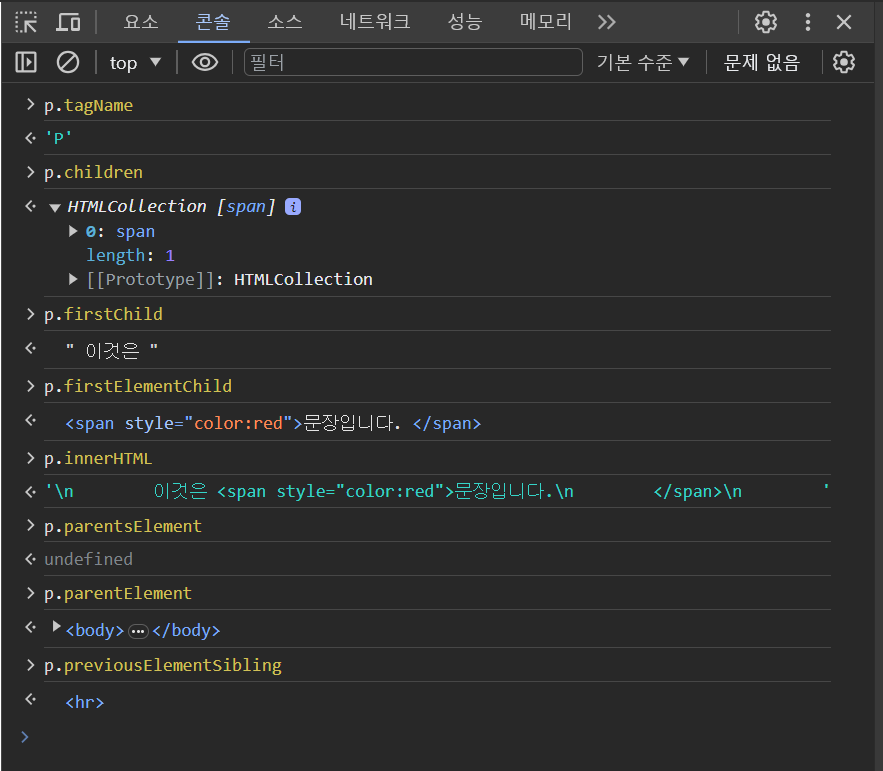 요소 콘솔 소스 네트워크 성능 메모리
top 필터 기본 수준 문제 없음
p.tagName
'P'
p.children
HTMLCollection [span] i
0: span
length: 1
[[Prototype]]: HTMLCollection
p.firstChild
" 이것은 "
p.firstElementChild
<span style="color:red">문장입니다. </span>
p.innerHTML
'\n        이것은 <span style="color:red">문장입니다.\n        </span>\n        '
p.parentsElement
undefined
p.parentElement
<body>…</body>
p.previousElementSibling
<hr>